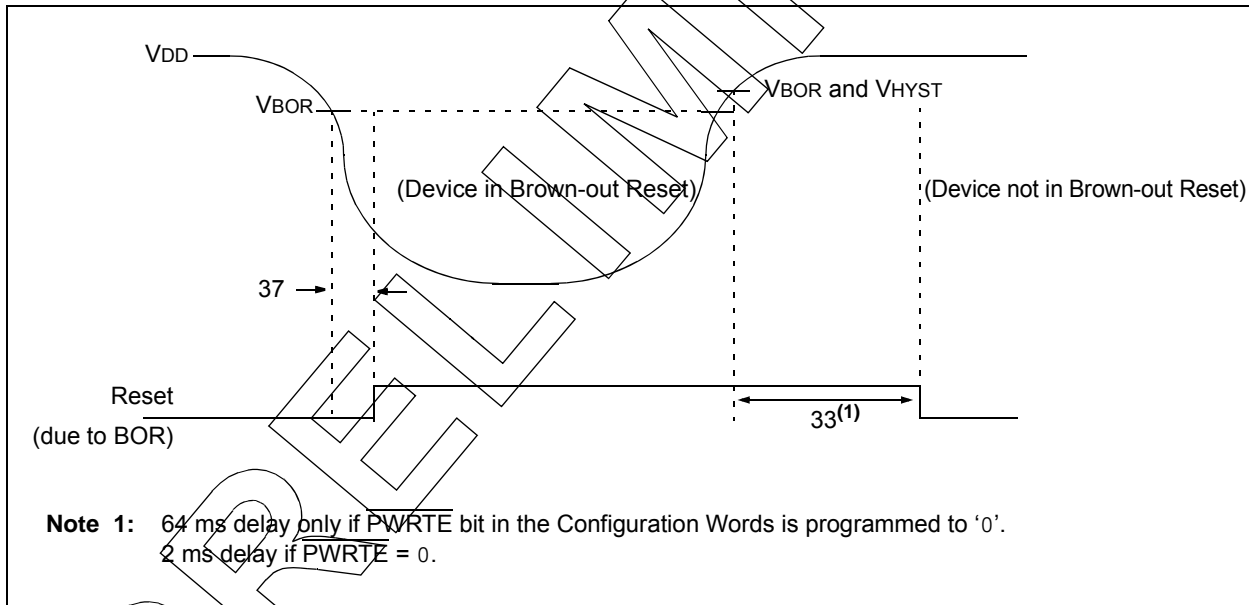 VDD
VBOR
VBOR and VHYST
(Device in Brown-out Reset)
(Device not in Brown-out Reset)
37
Reset
(due to BOR)
33(1)
Note 1: 64 ms delay only if PWRTE bit in the Configuration Words is programmed to ‘0’.
2 ms delay if PWRTE = 0.
PRELIM